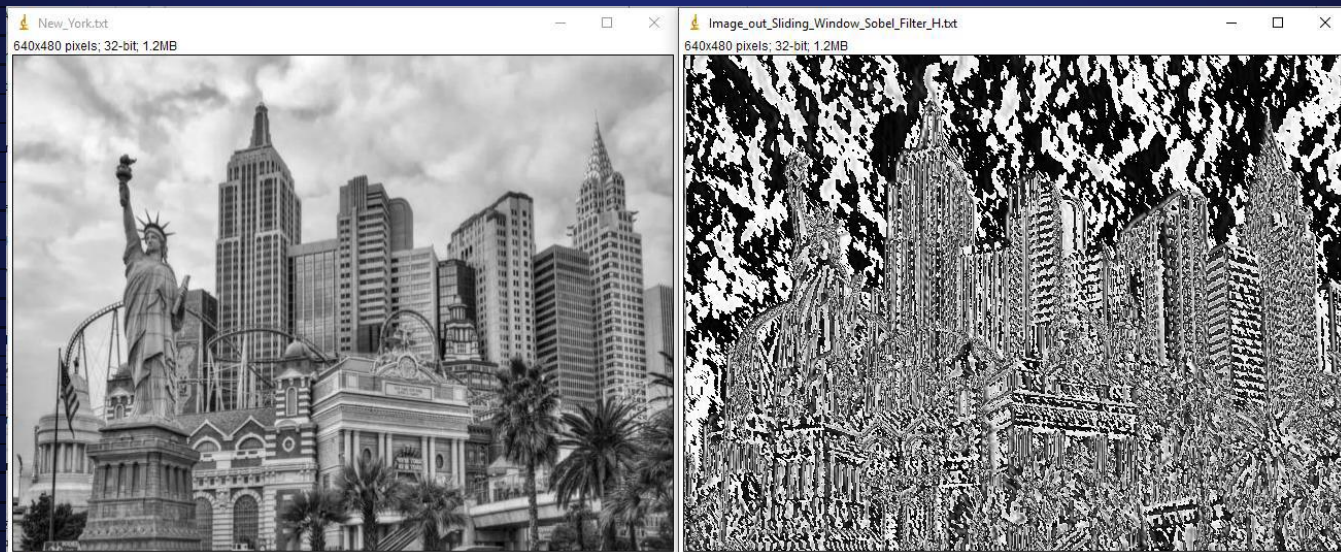 New_York.txt
640x480 pixels; 32-bit; 1.2MB
Image_out_Sliding_Window_Sobel_Filter_H.txt
640x480 pixels; 32-bit; 1.2MB